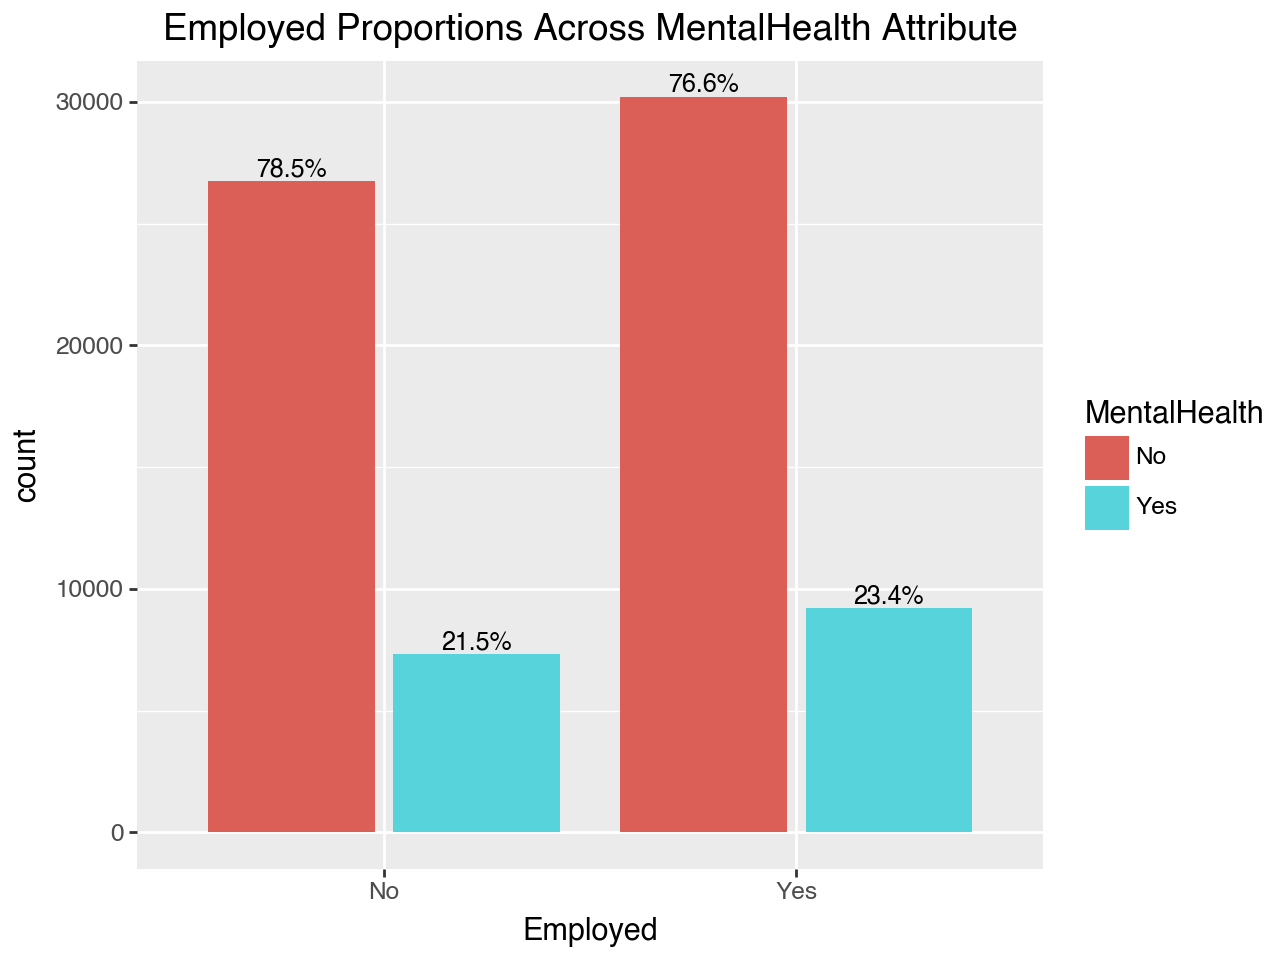 Employed Proportions Across MentalHealth Attribute
76.6%
30000
78.5%
20000
MentalHealth
No
count
Yes
10000
23.4%
21.5%
0
No
Yes
Employed